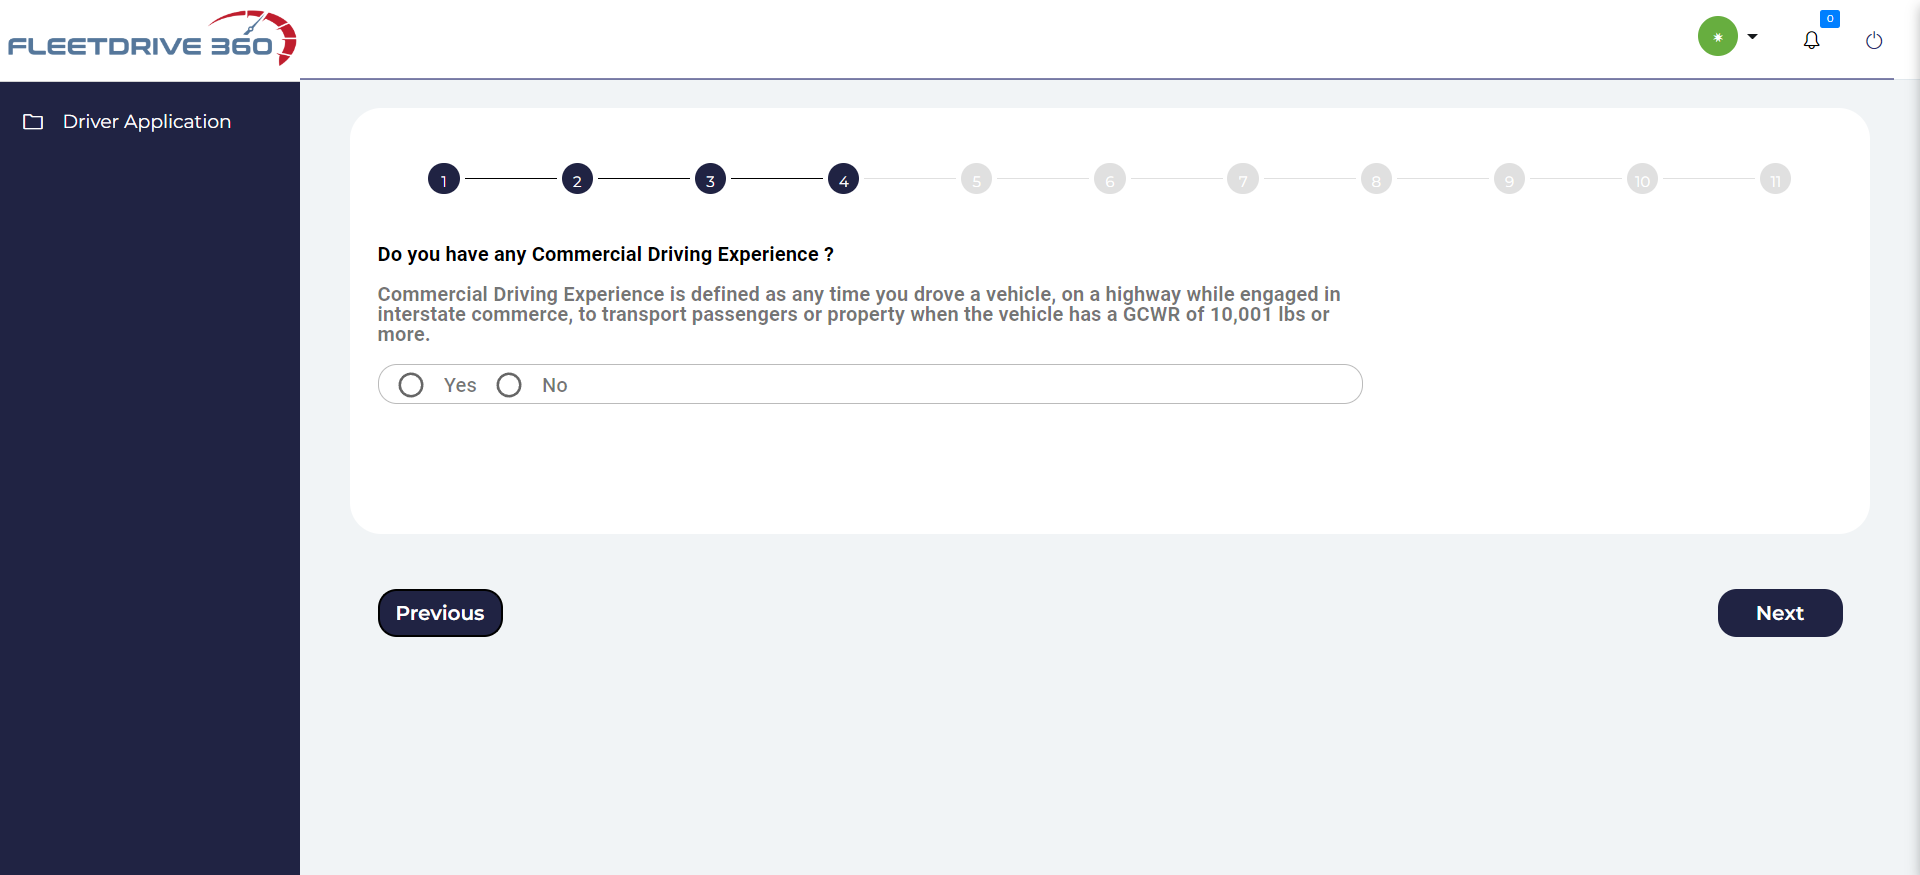 FLEETDRIVE 360
0
Driver Application
1 2 3 4 5 6 7 8 9 10 11
Do you have any Commercial Driving Experience ?
Commercial Driving Experience is defined as any time you drove a vehicle, on a highway while engaged in
interstate commerce, to transport passengers or property when the vehicle has a GCWR of 10,001 lbs or
more.
Yes No
Previous Next